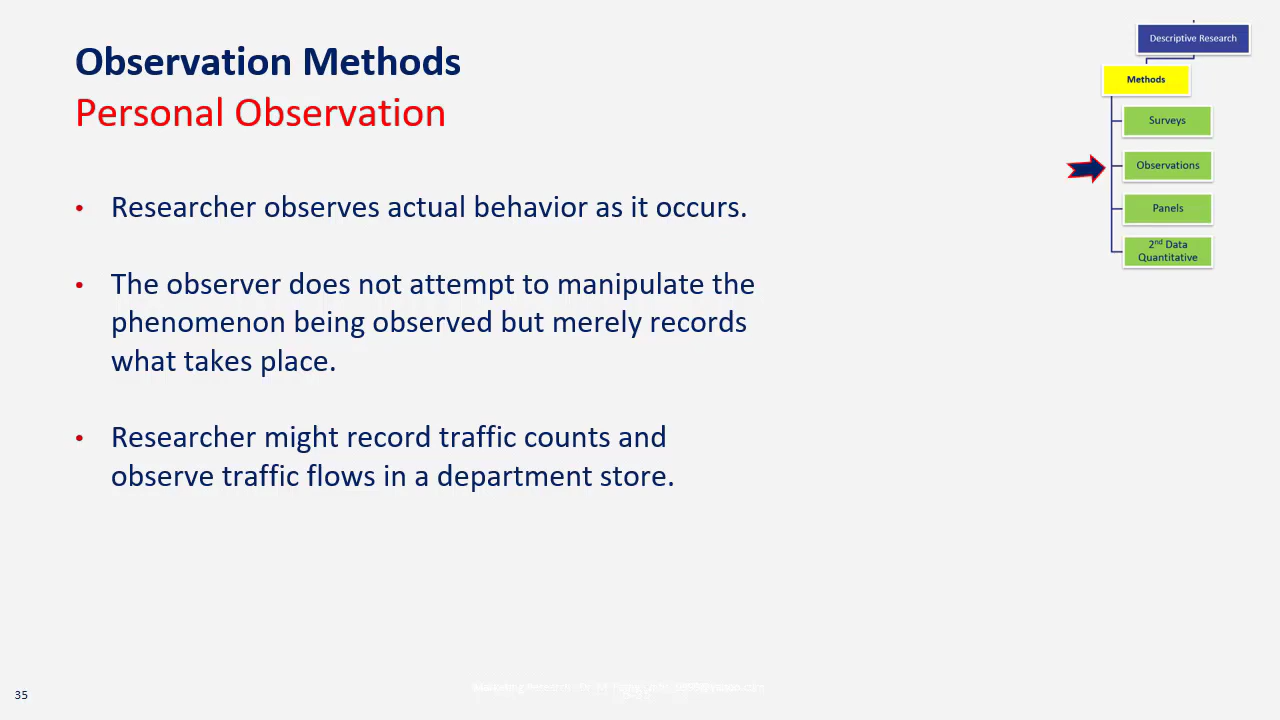 Observation Methods
Personal Observation
• Researcher observes actual behavior as it occurs.
• The observer does not attempt to manipulate the
phenomenon being observed but merely records
what takes place.
• Researcher might record traffic counts and
observe traffic flows in a department store.
Descriptive Research
Methods
Surveys
Observations
Panels
2nd Data
Quantitative
35
Marketing Research